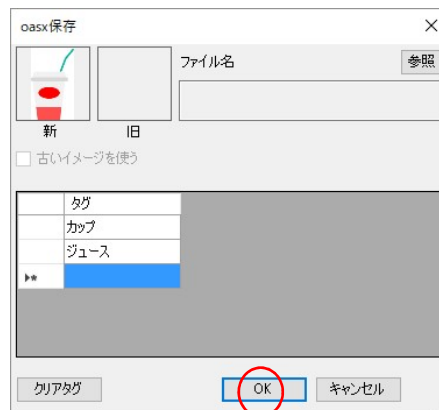 oasx保存
ファイル名
参照
新
旧
古いイメージを使う
タグ
カップ
ジュース
クリアタグ
OK
キャンセル